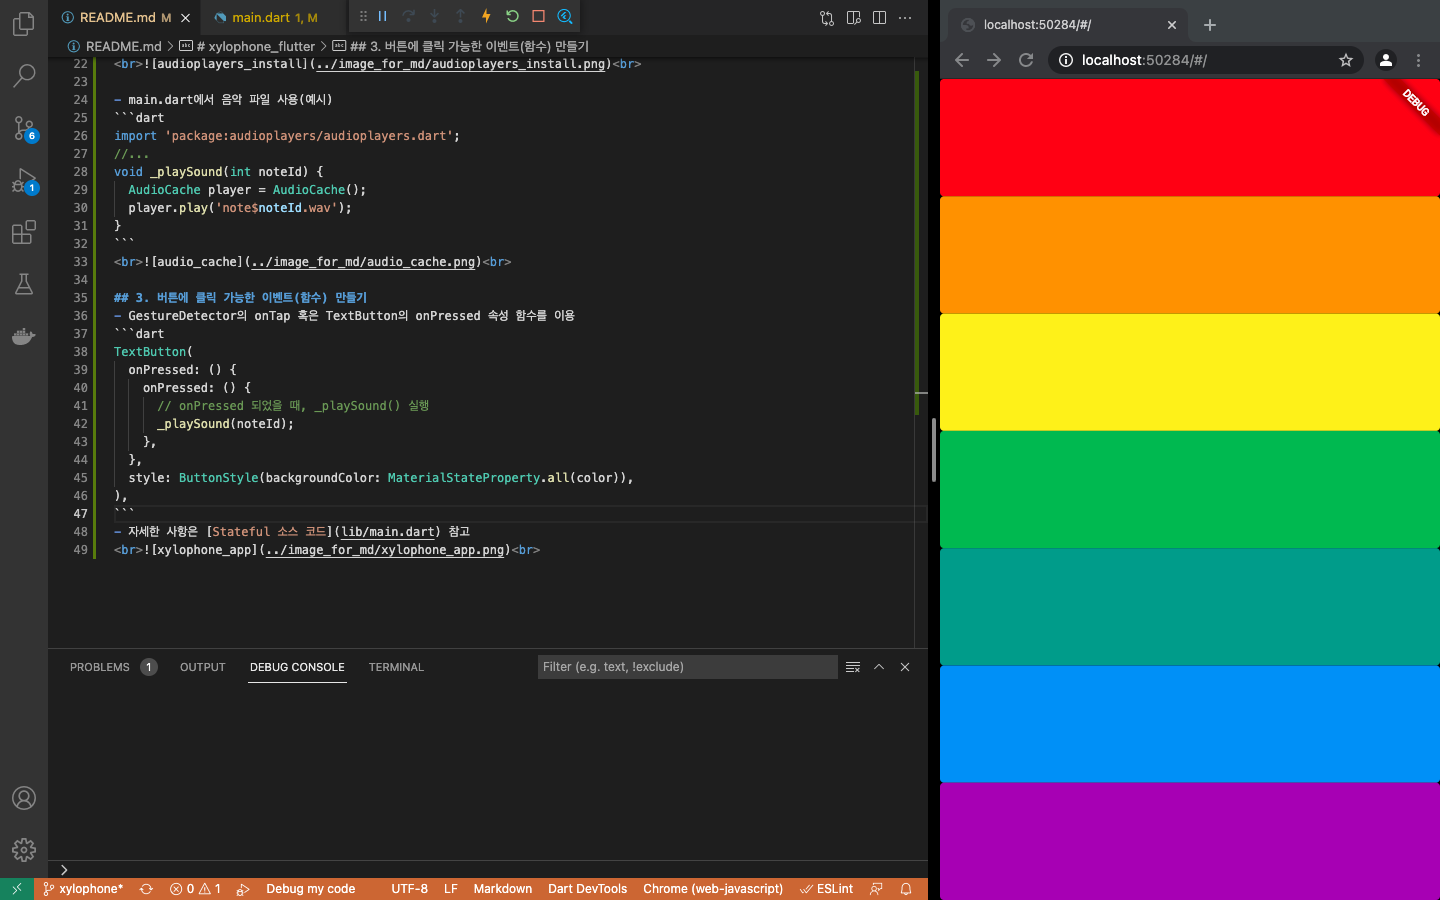 README.md M
main.dart 1, M
README.md > # xylophone_flutter > ## 3. 버튼에 클릭 가능한 이벤트(함수) 만들기
22 <br>![audioplayers_install](../image_for_md/audioplayers_install.png)<br>
23
24 - main.dart에서 음악 파일 사용(예시)
25 ```dart
26 import 'package:audioplayers/audioplayers.dart';
27 //...
28 void _playSound(int noteId) {
29   AudioCache player = AudioCache();
30   player.play('note$noteId.wav');
31 }
32 ```
33 <br>![audio_cache](../image_for_md/audio_cache.png)<br>
34
35 ## 3. 버튼에 클릭 가능한 이벤트(함수) 만들기
36 - GestureDetector의 onTap 혹은 TextButton의 onPressed 속성 함수를 이용
37 ```dart
38 TextButton(
39   onPressed: () {
40     onPressed: () {
41       // onPressed 되었을 때, _playSound() 실행
42       _playSound(noteId);
43     },
44   },
45   style: ButtonStyle(backgroundColor: MaterialStateProperty.all(color)),
46 ),
47 ```
48 - 자세한 사항은 [Stateful 소스 코드](lib/main.dart) 참고
49 <br>![xylophone_app](../image_for_md/xylophone_app.png)<br>
6
1
PROBLEMS 1 OUTPUT DEBUG CONSOLE TERMINAL
Filter (e.g. text, !exclude)
xylophone* 0 1 Debug my code UTF-8 LF Markdown Dart DevTools Chrome (web-javascript) ESLint
localhost:50284/#/
localhost:50284/#/
DEBUG